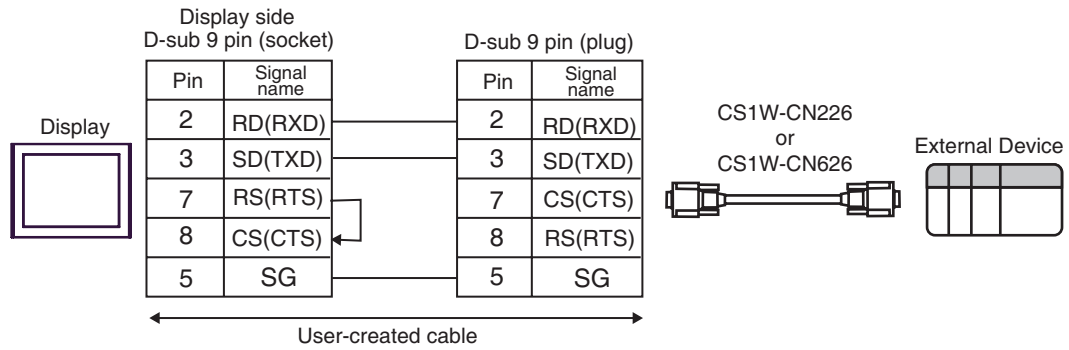 Display side
D-sub 9 pin (socket)
D-sub 9 pin (plug)
Pin Signal name
Pin Signal name
2 RD(RXD) 2 RD(RXD)
3 SD(TXD) 3 SD(TXD)
7 RS(RTS) 7 CS(CTS)
8 CS(CTS) 8 RS(RTS)
5 SG 5 SG
Display
CS1W-CN226
or
CS1W-CN626
External Device
User-created cable